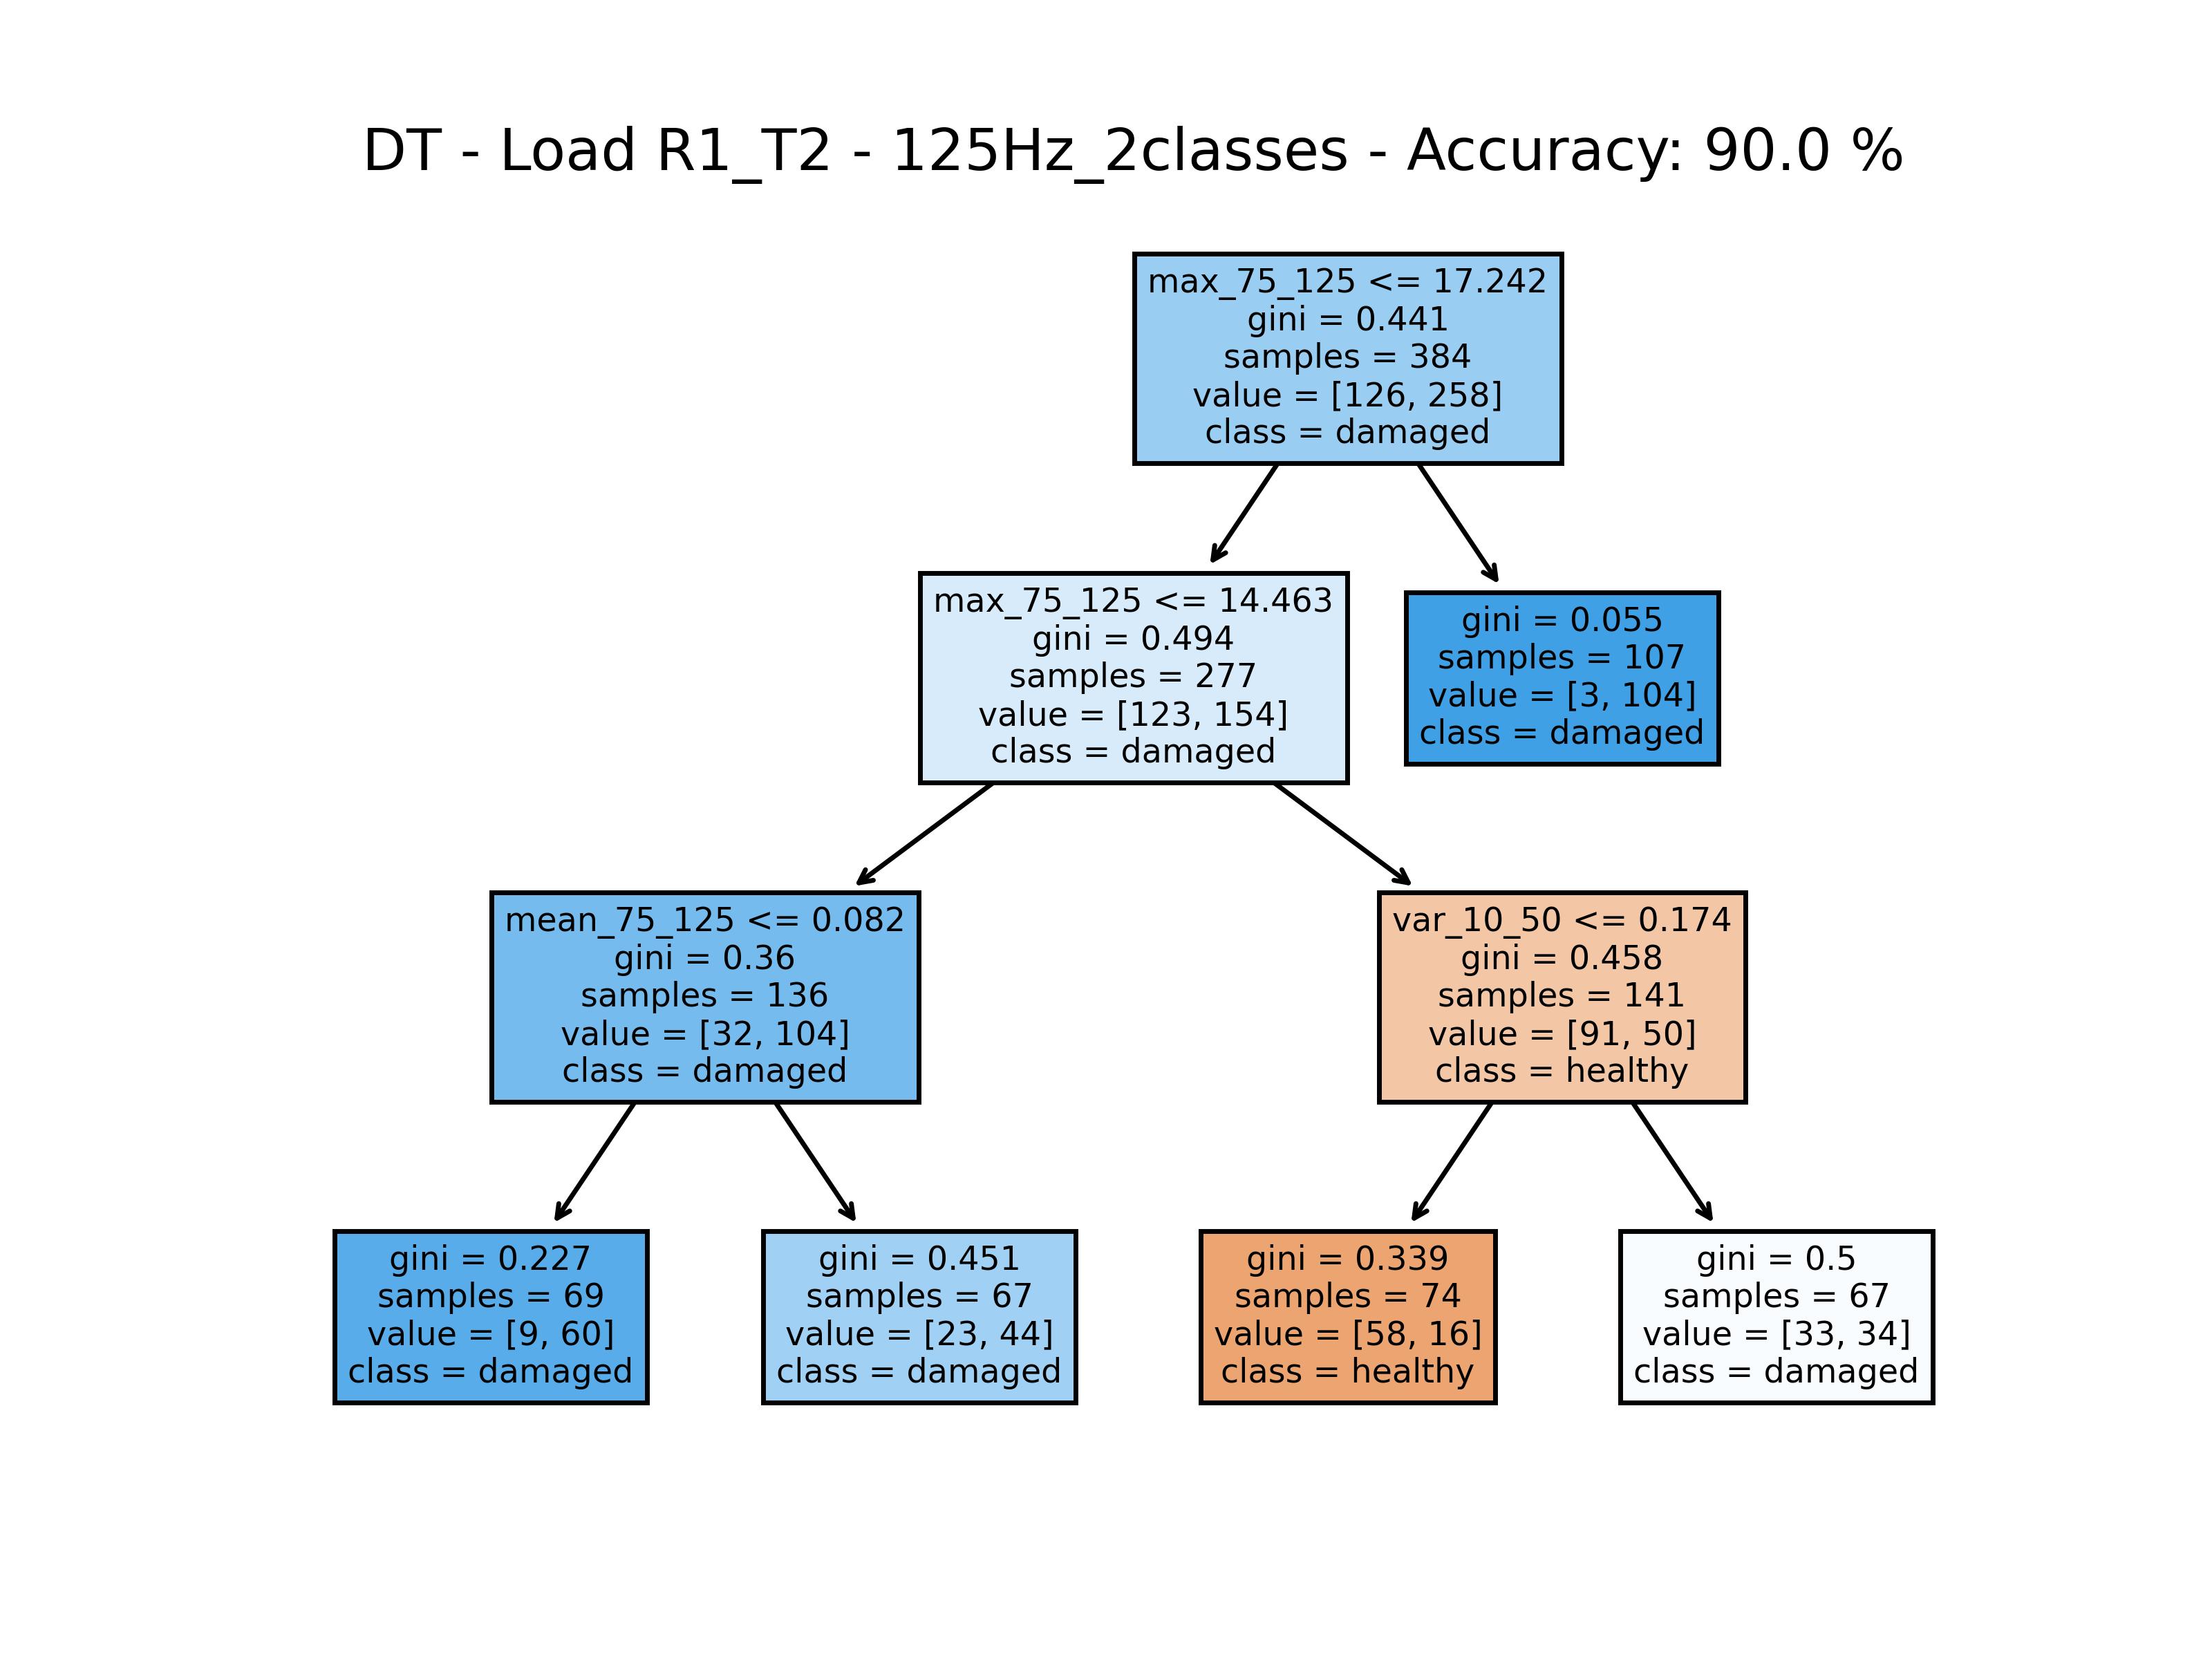 DT - Load R1_T2 - 125Hz_2classes - Accuracy: 90.0 %
max_75_125 <= 17.242
gini = 0.441
samples = 384
value = [126, 258]
class = damaged
max_75_125 <= 14.463
gini = 0.494
samples = 277
value = [123, 154]
class = damaged
gini = 0.055
samples = 107
value = [3, 104]
class = damaged
mean_75_125 <= 0.082
gini = 0.36
samples = 136
value = [32, 104]
class = damaged
var_10_50 <= 0.174
gini = 0.458
samples = 141
value = [91, 50]
class = healthy
gini = 0.227
samples = 69
value = [9, 60]
class = damaged
gini = 0.451
samples = 67
value = [23, 44]
class = damaged
gini = 0.339
samples = 74
value = [58, 16]
class = healthy
gini = 0.5
samples = 67
value = [33, 34]
class = damaged